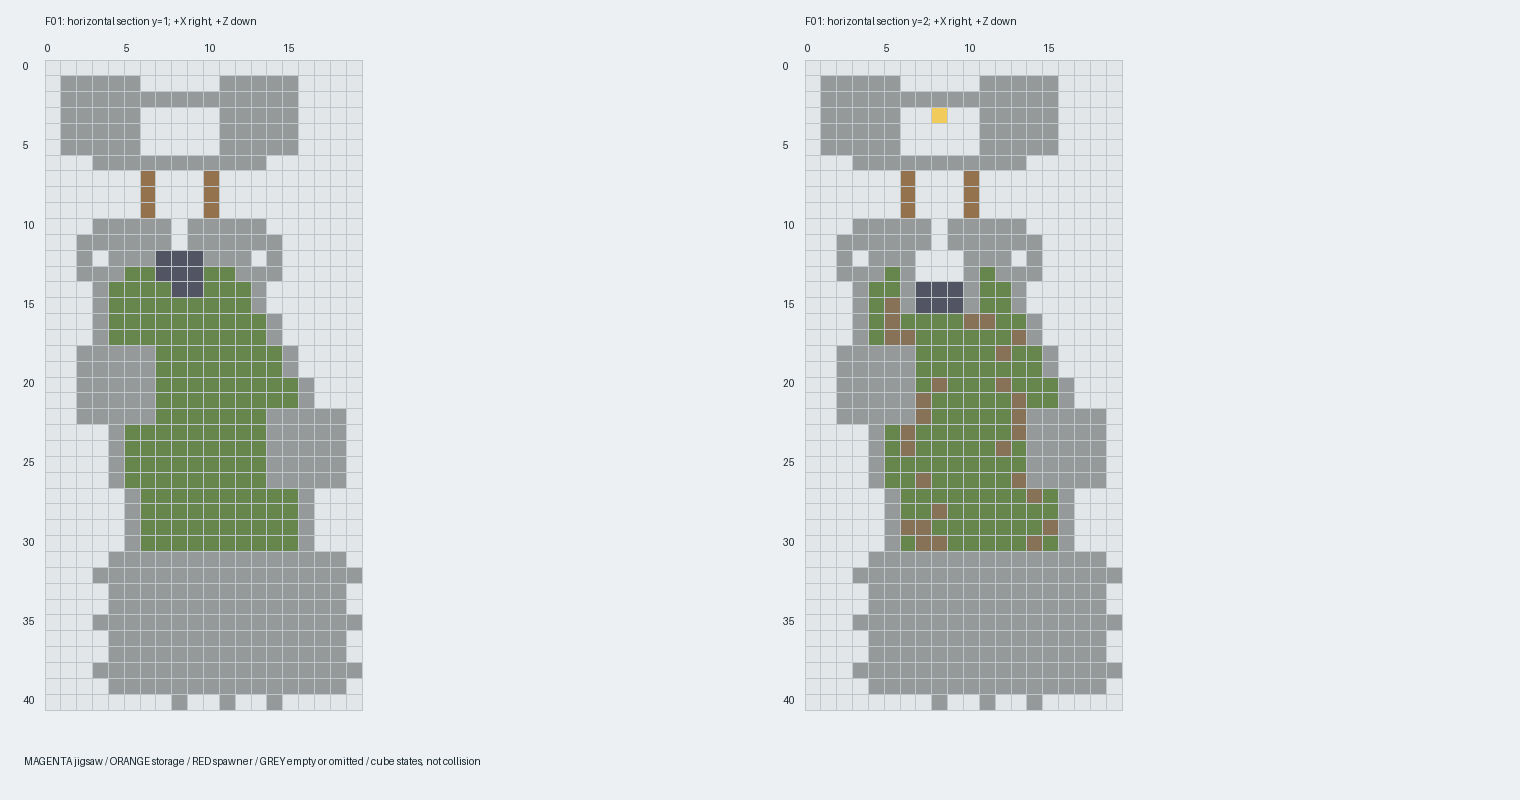 F01: horizontal section y=1; +X right, +Z down
F01: horizontal section y=2; +X right, +Z down
0 5 10 15
0 5 10 15
0 0
5 5
10 10
15 15
20 20
25 25
30 30
35 35
40 40
MAGENTA jigsaw / ORANGE storage / RED spawner / GREY empty or omitted / cube states, not collision